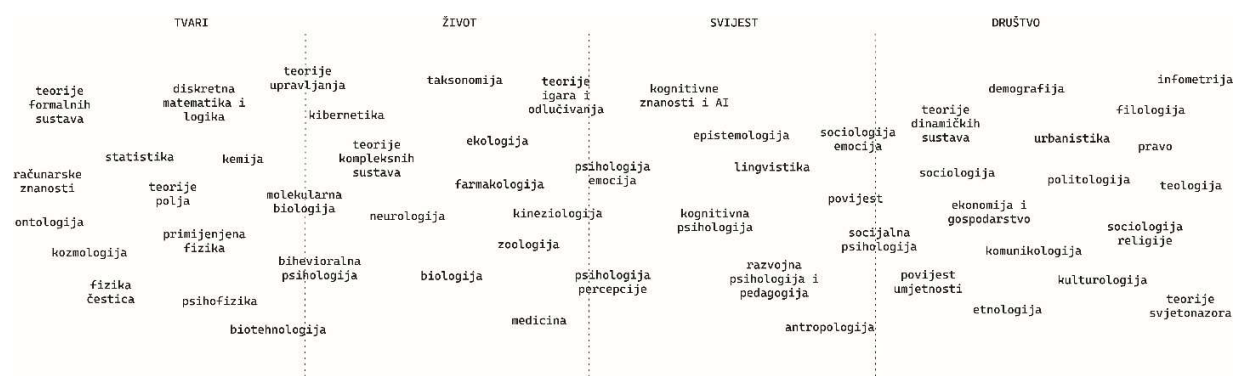 TVARI
ŽIVOT
SVIJEST
DRUŠTVO
teorije
formalnih
sustava
diskretna
matematika i
logika
teorije
upravljanja
kibernetika
statistika
kemija
računarske
znanosti
teorije
polja
molekularna
biologija
ontologija
primijenjena
fizika
kozmologija
bihevioralna
psihologija
fizika
čestica
psihofizika
biotehnologija
taksonomija
teorije
igara i
odlučivanja
teorije
kompleksnih
sustava
ekologija
psihologija
emocija
farmakologija
neurologija
kineziologija
zoologija
biologija
psihologija
percepcije
medicina
kognitivne
znanosti i AI
epistemologija
sociologija
emocija
lingvistika
povijest
kognitivna
psihologija
socijalna
psihologija
razvojna
psihologija i
pedagogija
antropologija
demografija
infometrija
teorije
dinamičkih
sustava
filologija
urbanistika
pravo
sociologija
politologija
teologija
ekonomija i
gospodarstvo
sociologija
religije
komunikologija
povijest
umjetnosti
kulturologija
etnologija
teorije
svjetonazora